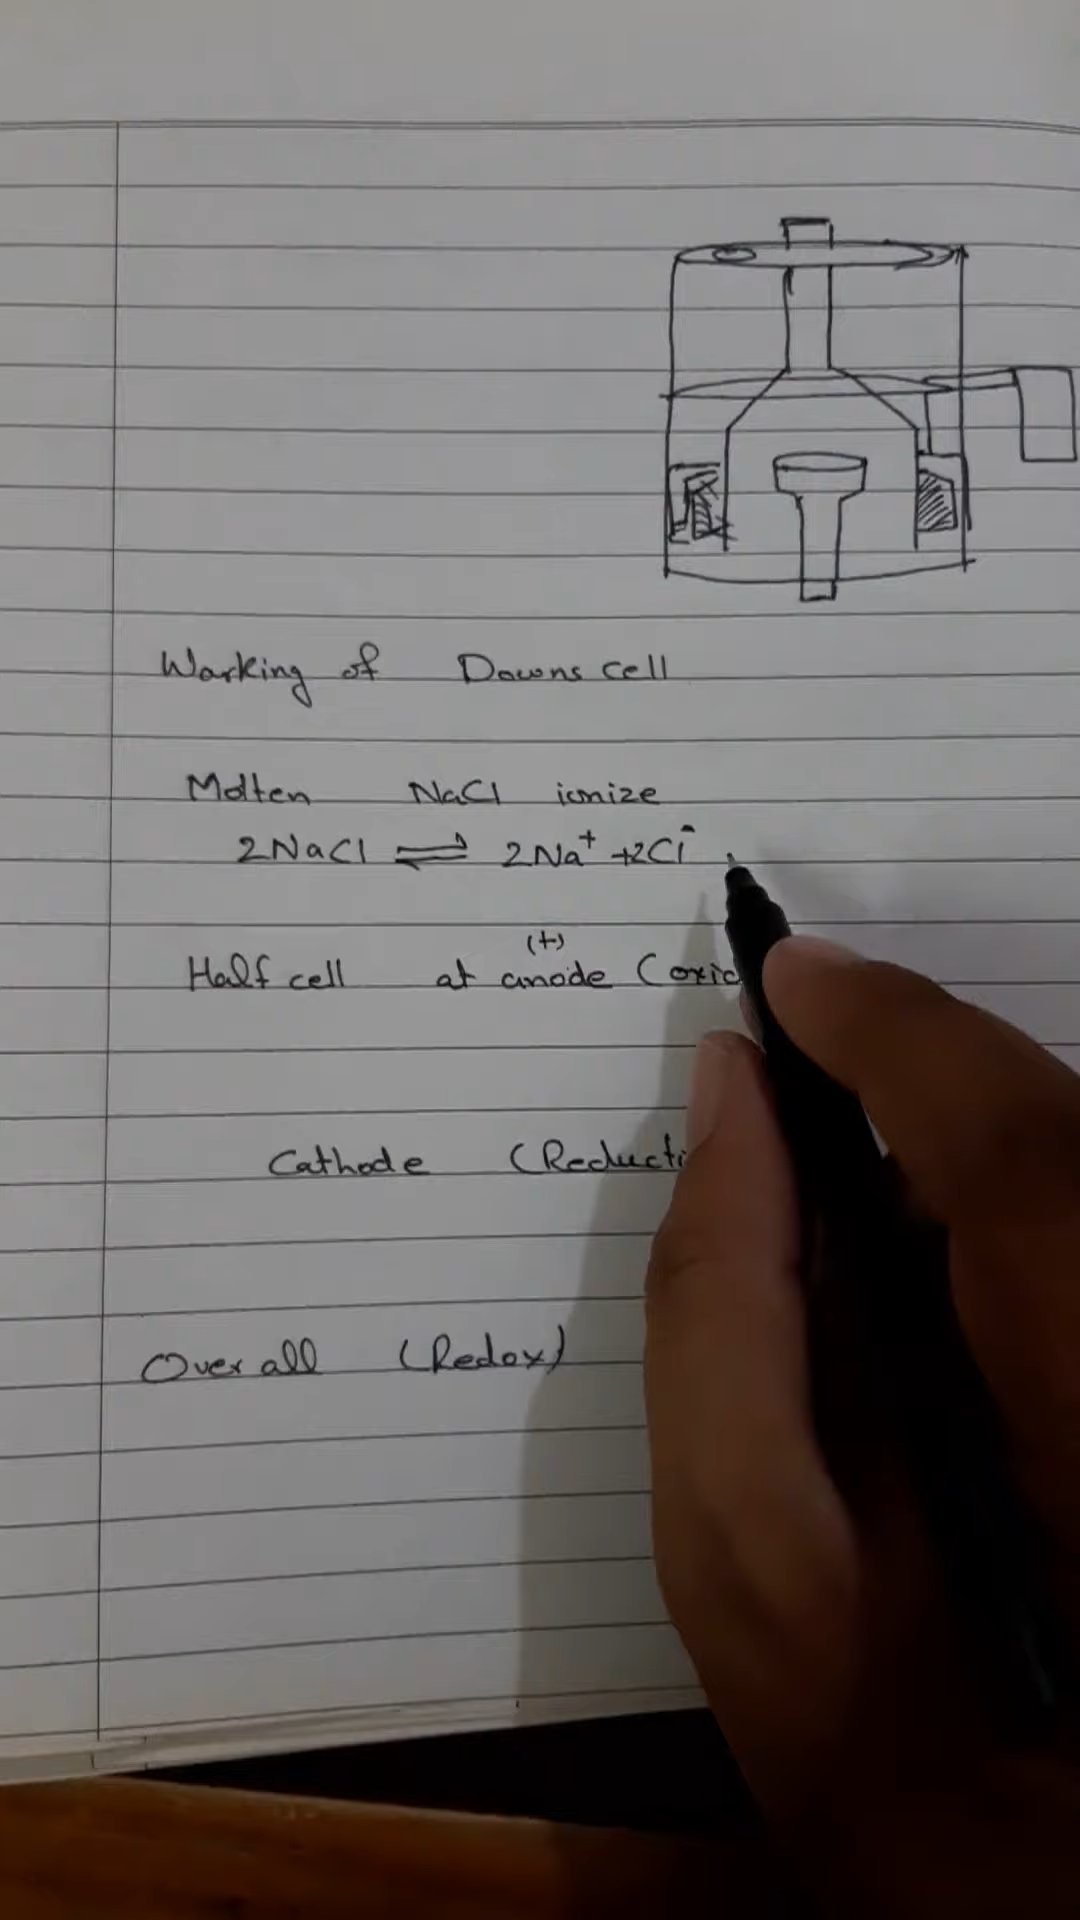 Working of Downs cell
Molten NaCl ionize
2NaCl ⇌ 2Na⁺ +2Cl⁻
(+)
Half cell at anode (oxid
Cathode (Reducti
Over all (Redox)